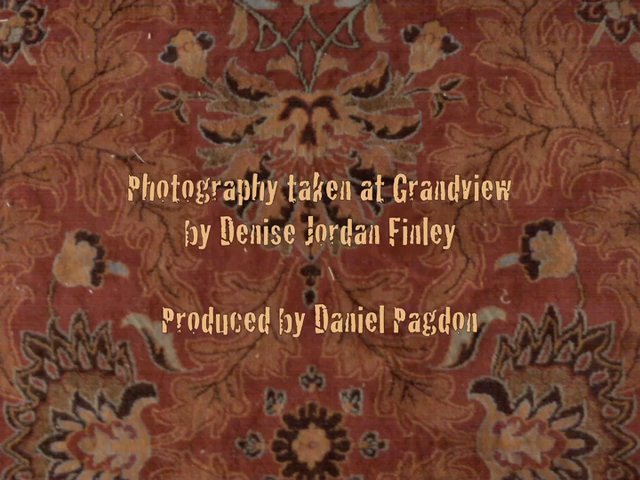 Photography taken at Grandview
by Denise Jordan Finley
Produced by Daniel Pagdon